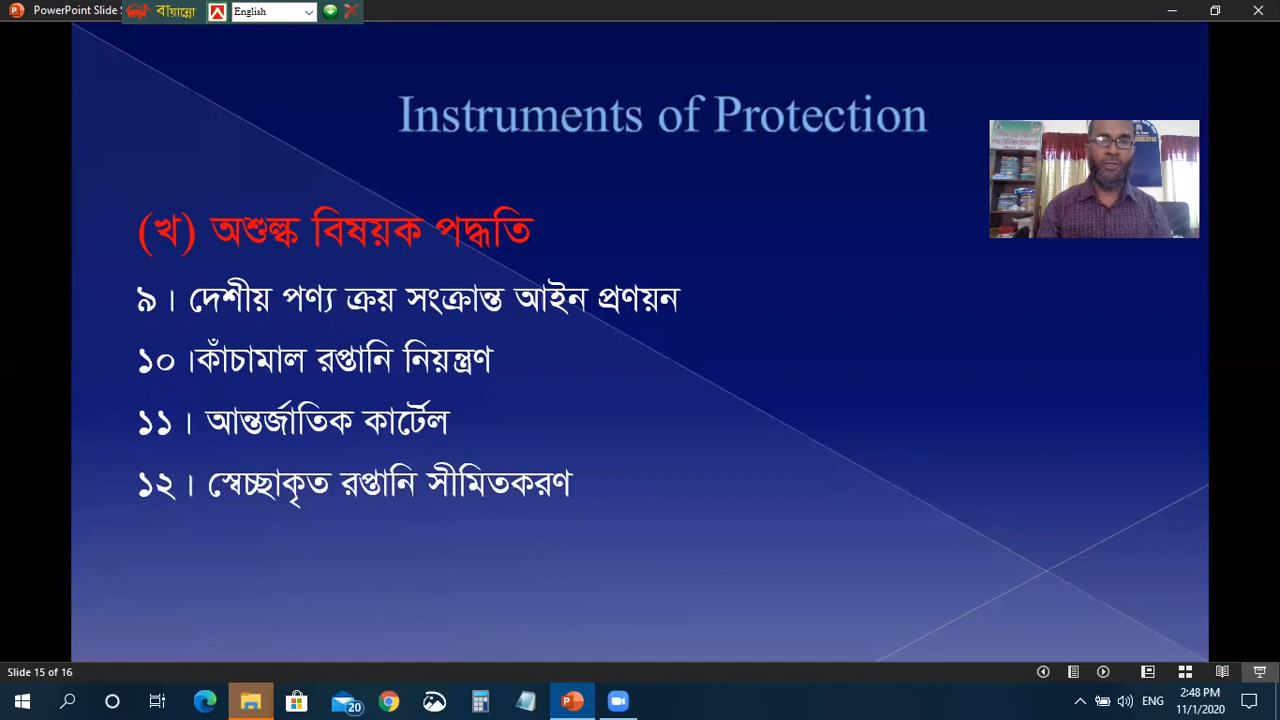 PowerPoint Slide S
বায়ান্নো
English
Instruments of Protection
(খ) অশুল্ক বিষয়ক পদ্ধতি
৯। দেশীয় পণ্য ক্রয় সংক্রান্ত আইন প্রণয়ন
১০।কাঁচামাল রপ্তানি নিয়ন্ত্রণ
১১। আন্তর্জাতিক কার্টেল
১২। স্বেচ্ছাকৃত রপ্তানি সীমিতকরণ
Slide 15 of 16
20
ENG
2:48 PM
11/1/2020